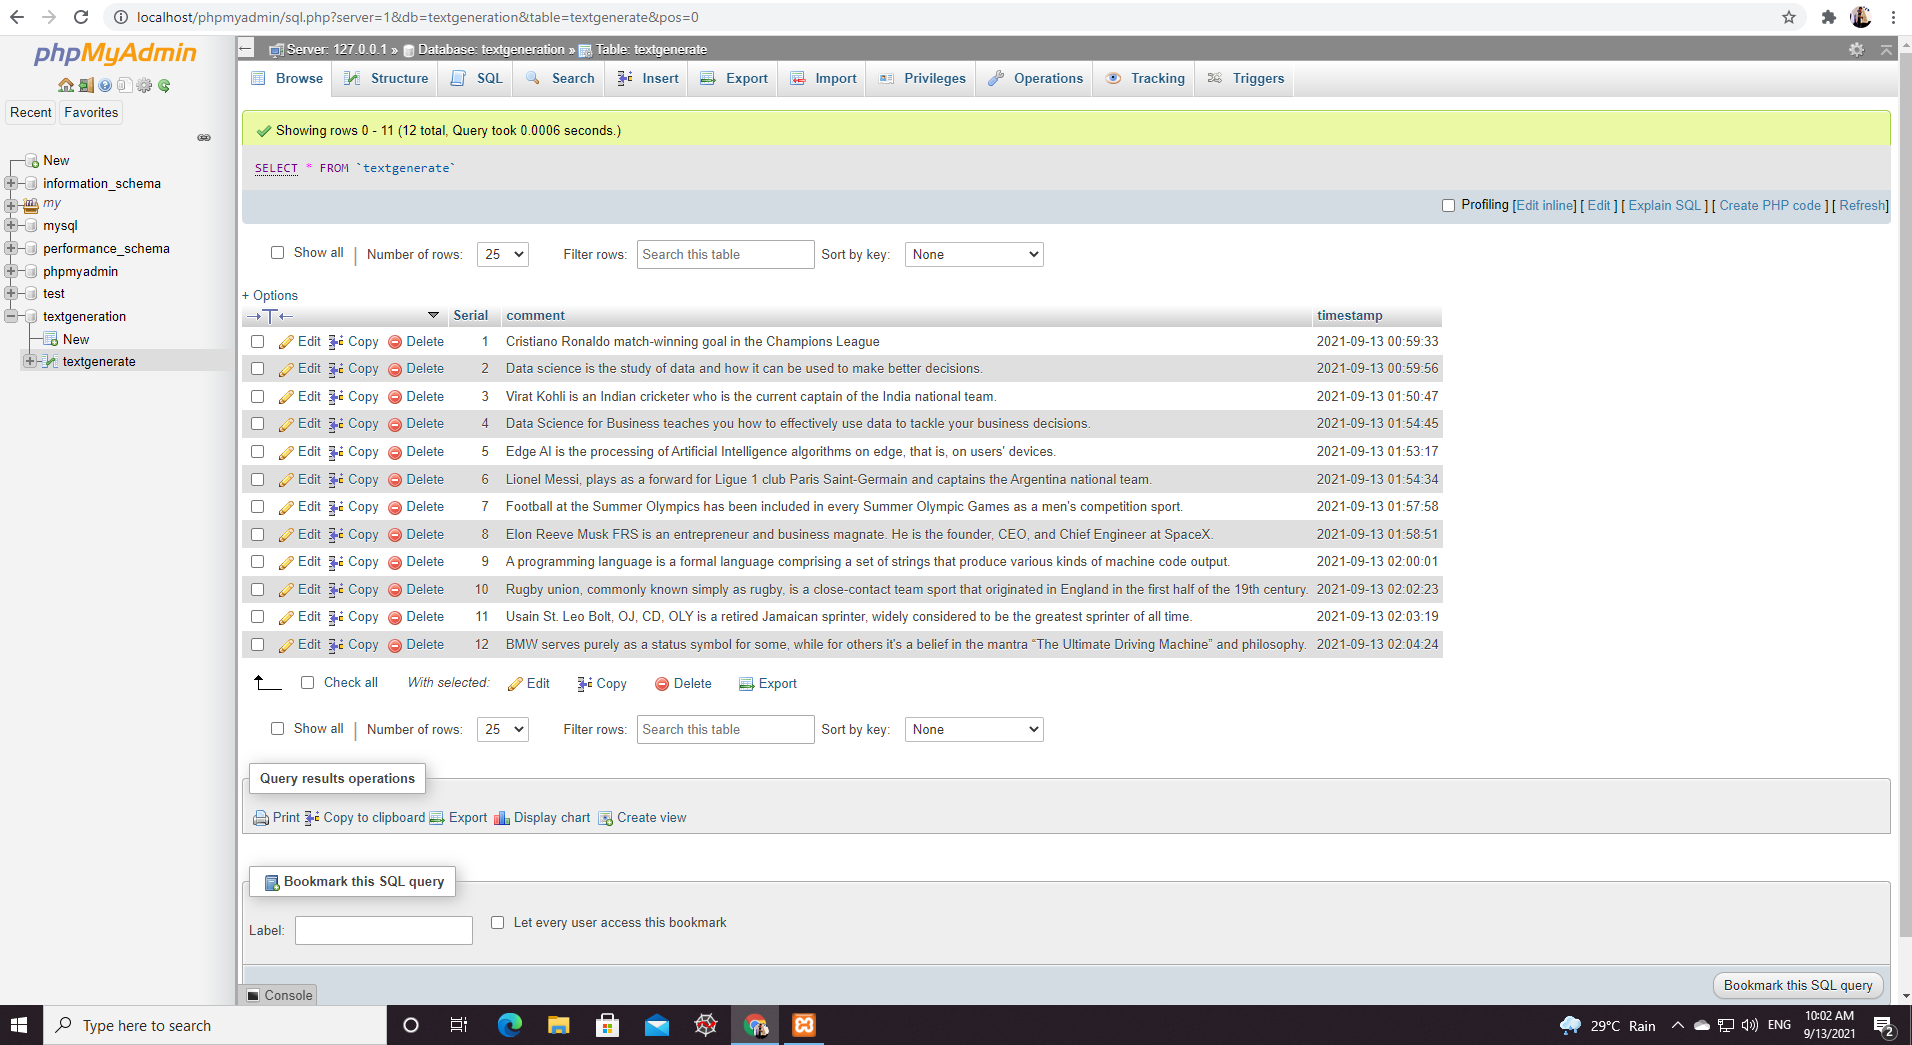 localhost/phpmyadmin/sql.php?server=1&db=textgeneration&table=textgenerate&pos=0
phpMyAdmin
Recent Favorites
New
information_schema
my
mysql
performance_schema
phpmyadmin
test
textgeneration
New
textgenerate
Server: 127.0.0.1 » Database: textgeneration » Table: textgenerate
Browse Structure SQL Search Insert Export Import Privileges Operations Tracking Triggers
Showing rows 0 - 11 (12 total, Query took 0.0006 seconds.)
SELECT * FROM `textgenerate`
Profiling [Edit inline] [ Edit ] [ Explain SQL ] [ Create PHP code ] [ Refresh]
Show all | Number of rows: 25 Filter rows: Search this table Sort by key: None
+ Options
Serial comment timestamp
Edit Copy Delete 1 Cristiano Ronaldo match-winning goal in the Champions League 2021-09-13 00:59:33
Edit Copy Delete 2 Data science is the study of data and how it can be used to make better decisions. 2021-09-13 00:59:56
Edit Copy Delete 3 Virat Kohli is an Indian cricketer who is the current captain of the India national team. 2021-09-13 01:50:47
Edit Copy Delete 4 Data Science for Business teaches you how to effectively use data to tackle your business decisions. 2021-09-13 01:54:45
Edit Copy Delete 5 Edge AI is the processing of Artificial Intelligence algorithms on edge, that is, on users' devices. 2021-09-13 01:53:17
Edit Copy Delete 6 Lionel Messi, plays as a forward for Ligue 1 club Paris Saint-Germain and captains the Argentina national team. 2021-09-13 01:54:34
Edit Copy Delete 7 Football at the Summer Olympics has been included in every Summer Olympic Games as a men's competition sport. 2021-09-13 01:57:58
Edit Copy Delete 8 Elon Reeve Musk FRS is an entrepreneur and business magnate. He is the founder, CEO, and Chief Engineer at SpaceX. 2021-09-13 01:58:51
Edit Copy Delete 9 A programming language is a formal language comprising a set of strings that produce various kinds of machine code output. 2021-09-13 02:00:01
Edit Copy Delete 10 Rugby union, commonly known simply as rugby, is a close-contact team sport that originated in England in the first half of the 19th century. 2021-09-13 02:02:23
Edit Copy Delete 11 Usain St. Leo Bolt, OJ, CD, OLY is a retired Jamaican sprinter, widely considered to be the greatest sprinter of all time. 2021-09-13 02:03:19
Edit Copy Delete 12 BMW serves purely as a status symbol for some, while for others it's a belief in the mantra “The Ultimate Driving Machine” and philosophy. 2021-09-13 02:04:24
Check all With selected: Edit Copy Delete Export
Show all | Number of rows: 25 Filter rows: Search this table Sort by key: None
Query results operations
Print Copy to clipboard Export Display chart Create view
Bookmark this SQL query
Label: Let every user access this bookmark
Bookmark this SQL query
Console
Type here to search
29°C Rain ENG
10:02 AM
9/13/2021
2